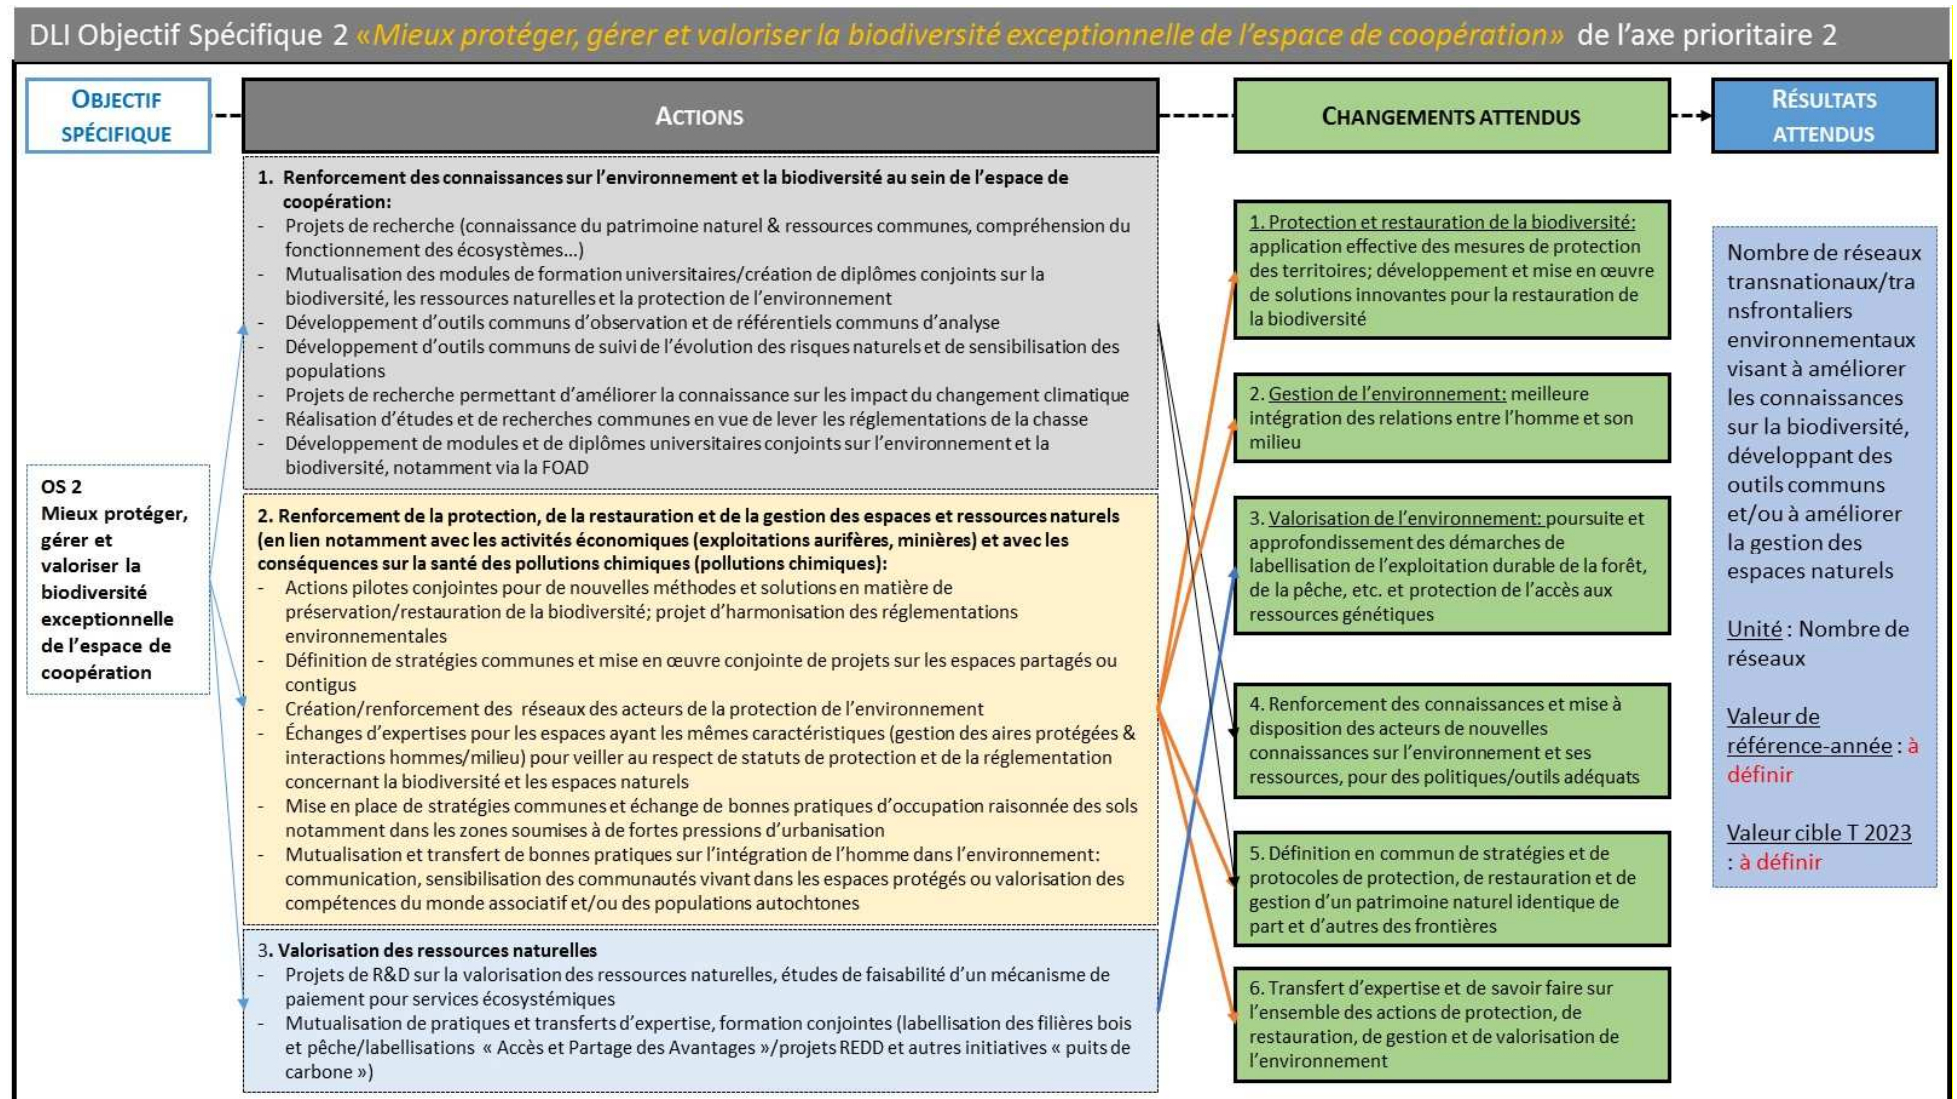 DLI Objectif Spécifique 2 «Mieux protéger, gérer et valoriser la biodiversité exceptionnelle de l’espace de coopération» de l’axe prioritaire 2
OBJECTIF
SPÉCIFIQUE
ACTIONS
CHANGEMENTS ATTENDUS
RÉSULTATS
ATTENDUS
OS 2
Mieux protéger,
gérer et
valoriser la
biodiversité
exceptionnelle
de l’espace de
coopération
1. Renforcement des connaissances sur l’environnement et la biodiversité au sein de l’espace de
coopération:
- Projets de recherche (connaissance du patrimoine naturel & ressources communes, compréhension du
fonctionnement des écosystèmes…)
- Mutualisation des modules de formation universitaires/création de diplômes conjoints sur la
biodiversité, les ressources naturelles et la protection de l’environnement
- Développement d’outils communs d’observation et de référentiels communs d’analyse
- Développement d’outils communs de suivi de l’évolution des risques naturels et de sensibilisation des
populations
- Projets de recherche permettant d’améliorer la connaissance sur les impact du changement climatique
- Réalisation d’études et de recherches communes en vue de lever les réglementations de la chasse
- Développement de modules et de diplômes universitaires conjoints sur l’environnement et la
biodiversité, notamment via la FOAD
2. Renforcement de la protection, de la restauration et de la gestion des espaces et ressources naturels
(en lien notamment avec les activités économiques (exploitations aurifères, minières) et avec les
conséquences sur la santé des pollutions chimiques (pollutions chimiques):
- Actions pilotes conjointes pour de nouvelles méthodes et solutions en matière de
préservation/restauration de la biodiversité; projet d’harmonisation des réglementations
environnementales
- Définition de stratégies communes et mise en œuvre conjointe de projets sur les espaces partagés ou
contigus
- Création/renforcement des réseaux des acteurs de la protection de l’environnement
- Échanges d’expertises pour les espaces ayant les mêmes caractéristiques (gestion des aires protégées &
interactions hommes/milieu) pour veiller au respect de statuts de protection et de la réglementation
concernant la biodiversité et les espaces naturels
- Mise en place de stratégies communes et échange de bonnes pratiques d’occupation raisonnée des sols
notamment dans les zones soumises à de fortes pressions d’urbanisation
- Mutualisation et transfert de bonnes pratiques sur l’intégration de l’homme dans l’environnement:
communication, sensibilisation des communautés vivant dans les espaces protégés ou valorisation des
compétences du monde associatif et/ou des populations autochtones
3. Valorisation des ressources naturelles
- Projets de R&D sur la valorisation des ressources naturelles, études de faisabilité d’un mécanisme de
paiement pour services écosystémiques
- Mutualisation de pratiques et transferts d’expertise, formation conjointes (labellisation des filières bois
et pêche/labellisations « Accès et Partage des Avantages »/projets REDD et autres initiatives « puits de
carbone »)
1. Protection et restauration de la biodiversité:
application effective des mesures de protection
des territoires; développement et mise en œuvre
de solutions innovantes pour la restauration de
la biodiversité
2. Gestion de l’environnement: meilleure
intégration des relations entre l’homme et son
milieu
3. Valorisation de l’environnement: poursuite et
approfondissement des démarches de
labellisation de l’exploitation durable de la forêt,
de la pêche, etc. et protection de l’accès aux
ressources génétiques
4. Renforcement des connaissances et mise à
disposition des acteurs de nouvelles
connaissances sur l’environnement et ses
ressources, pour des politiques/outils adéquats
5. Définition en commun de stratégies et de
protocoles de protection, de restauration et de
gestion d’un patrimoine naturel identique de
part et d’autres des frontières
6. Transfert d’expertise et de savoir faire sur
l’ensemble des actions de protection, de
restauration, de gestion et de valorisation de
l’environnement
Nombre de réseaux
transnationaux/tra
nsfrontaliers
environnementaux
visant à améliorer
les connaissances
sur la biodiversité,
développant des
outils communs
et/ou à améliorer
la gestion des
espaces naturels
Unité : Nombre de
réseaux
Valeur de
référence-année : à
définir
Valeur cible T 2023
: à définir